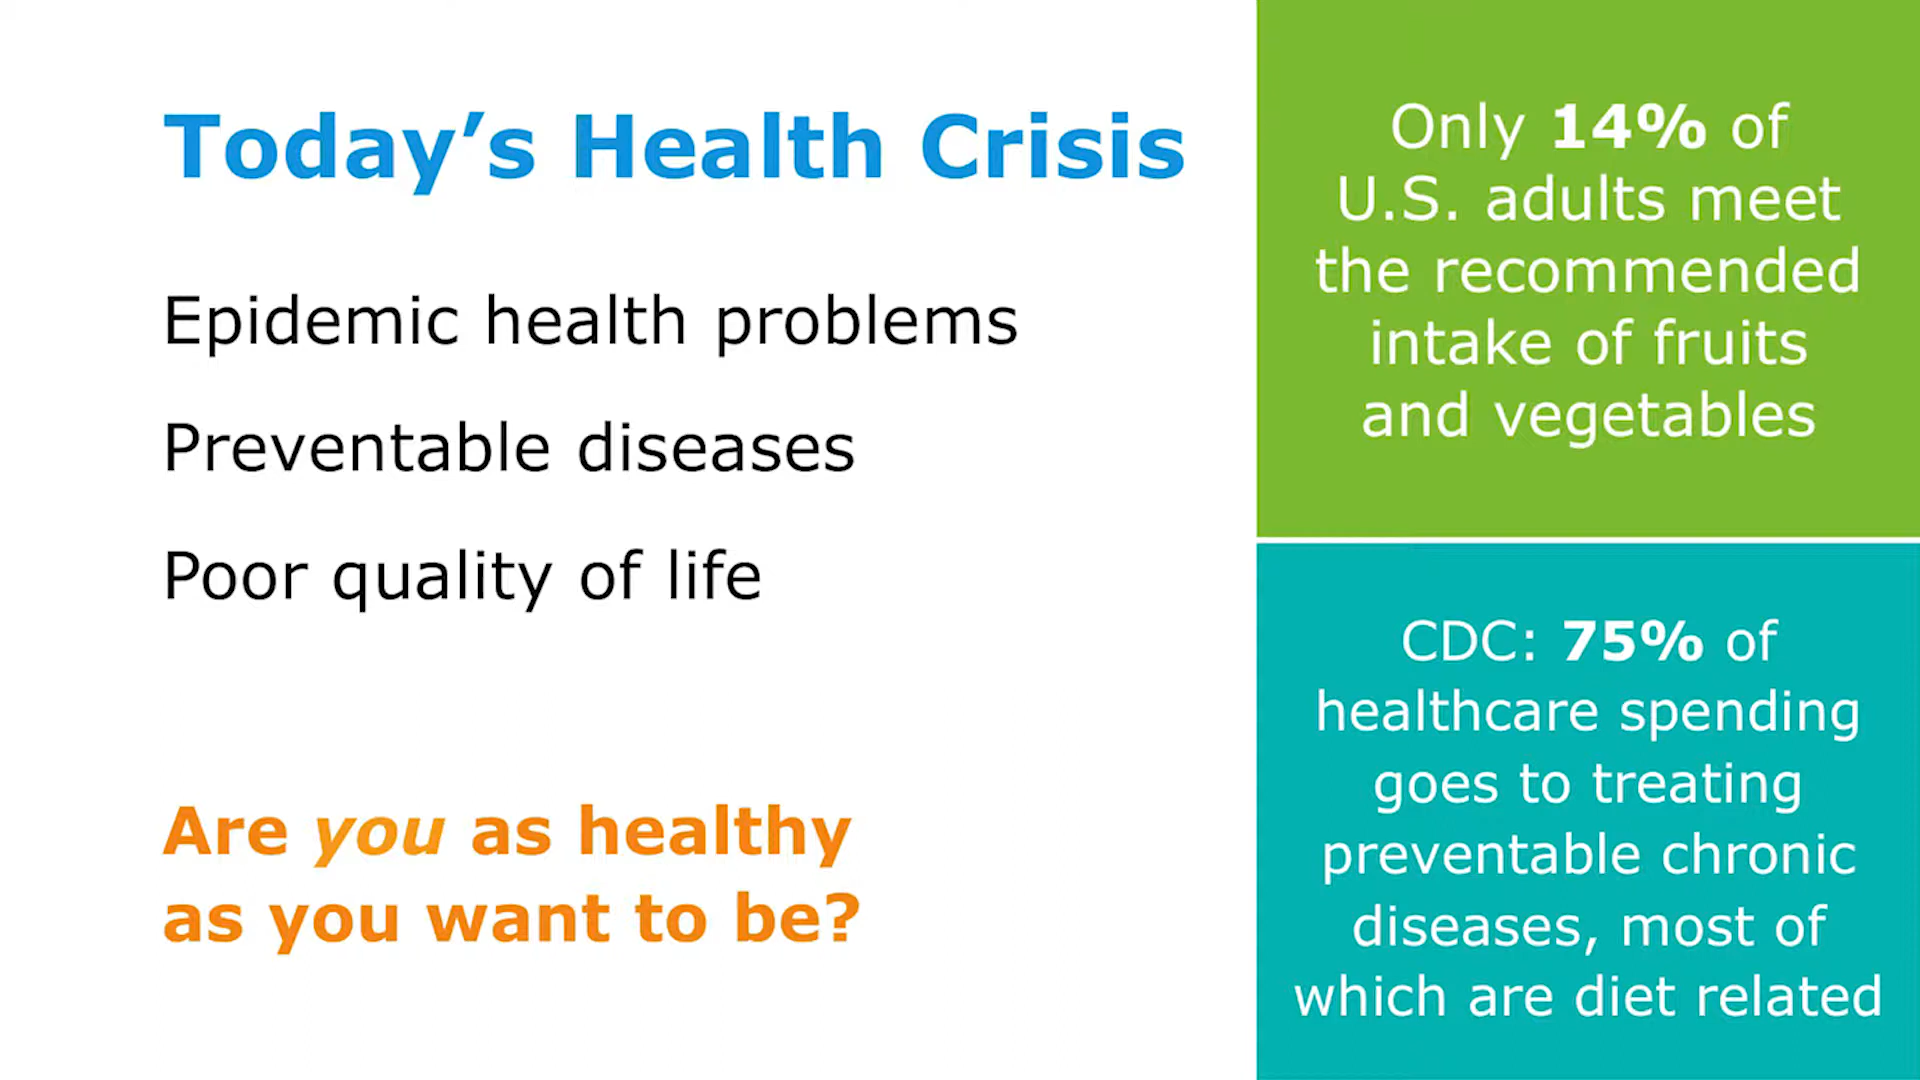 Today’s Health Crisis
Epidemic health problems
Preventable diseases
Poor quality of life
Are you as healthy
as you want to be?
Only 14% of
U.S. adults meet
the recommended
intake of fruits
and vegetables
CDC: 75% of
healthcare spending
goes to treating
preventable chronic
diseases, most of
which are diet related